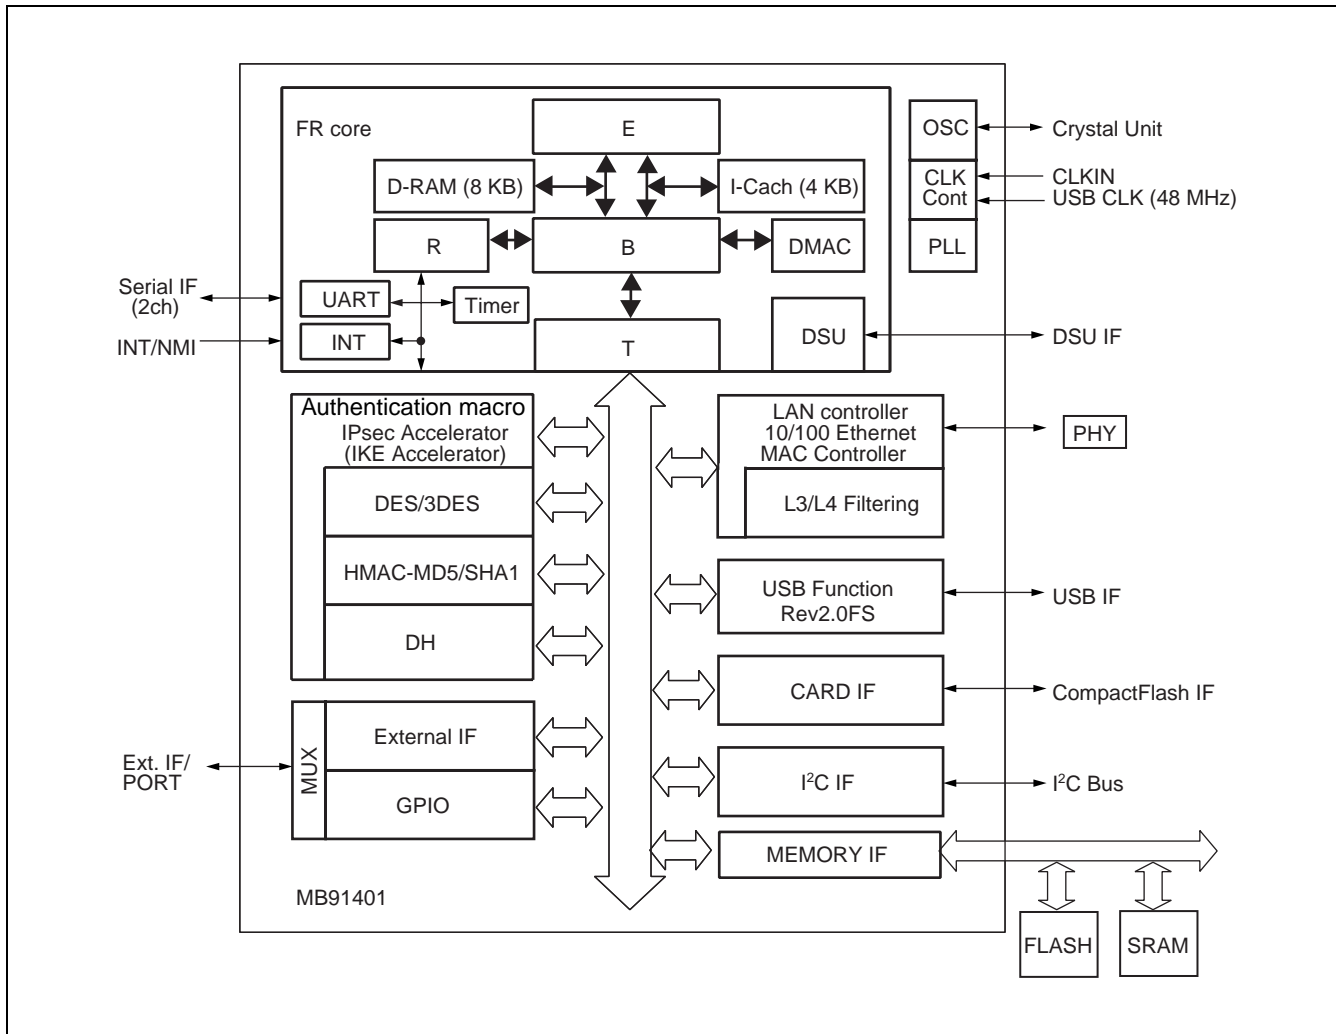 FR core
E
D-RAM (8 KB)
I-Cach (4 KB)
R
B
DMAC
UART
Timer
INT
T
DSU
OSC
CLK
Cont
PLL
Crystal Unit
CLKIN
USB CLK (48 MHz)
Serial IF
(2ch)
INT/NMI
DSU IF
Authentication macro
IPsec Accelerator
(IKE Accelerator)
DES/3DES
HMAC-MD5/SHA1
DH
LAN controller
10/100 Ethernet
MAC Controller
L3/L4 Filtering
PHY
USB Function
Rev2.0FS
USB IF
CARD IF
CompactFlash IF
Ext. IF/
PORT
MUX
External IF
GPIO
I²C IF
I²C Bus
MEMORY IF
MB91401
FLASH
SRAM